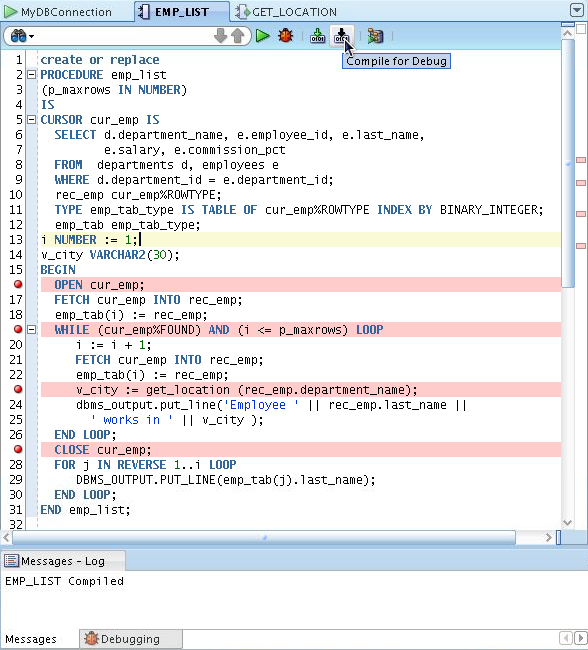 MyDBConnection EMP_LIST GET_LOCATION
Compile for Debug
1 create or replace
2 PROCEDURE emp_list
3 (p_maxrows IN NUMBER)
4 IS
5 CURSOR cur_emp IS
6 SELECT d.department_name, e.employee_id, e.last_name,
7 e.salary, e.commission_pct
8 FROM departments d, employees e
9 WHERE d.department_id = e.department_id;
10 rec_emp cur_emp%ROWTYPE;
11 TYPE emp_tab_type IS TABLE OF cur_emp%ROWTYPE INDEX BY BINARY_INTEGER;
12 emp_tab emp_tab_type;
13 i NUMBER := 1;
14 v_city VARCHAR2(30);
15 BEGIN
OPEN cur_emp;
17 FETCH cur_emp INTO rec_emp;
18 emp_tab(i) := rec_emp;
WHILE (cur_emp%FOUND) AND (i <= p_maxrows) LOOP
20 i := i + 1;
21 FETCH cur_emp INTO rec_emp;
22 emp_tab(i) := rec_emp;
v_city := get_location (rec_emp.department_name);
24 dbms_output.put_line('Employee ' || rec_emp.last_name ||
25 ' works in ' || v_city );
26 END LOOP;
CLOSE cur_emp;
28 FOR j IN REVERSE 1..i LOOP
29 DBMS_OUTPUT.PUT_LINE(emp_tab(j).last_name);
30 END LOOP;
31 END emp_list;
32
Messages - Log
EMP_LIST Compiled
Messages Debugging